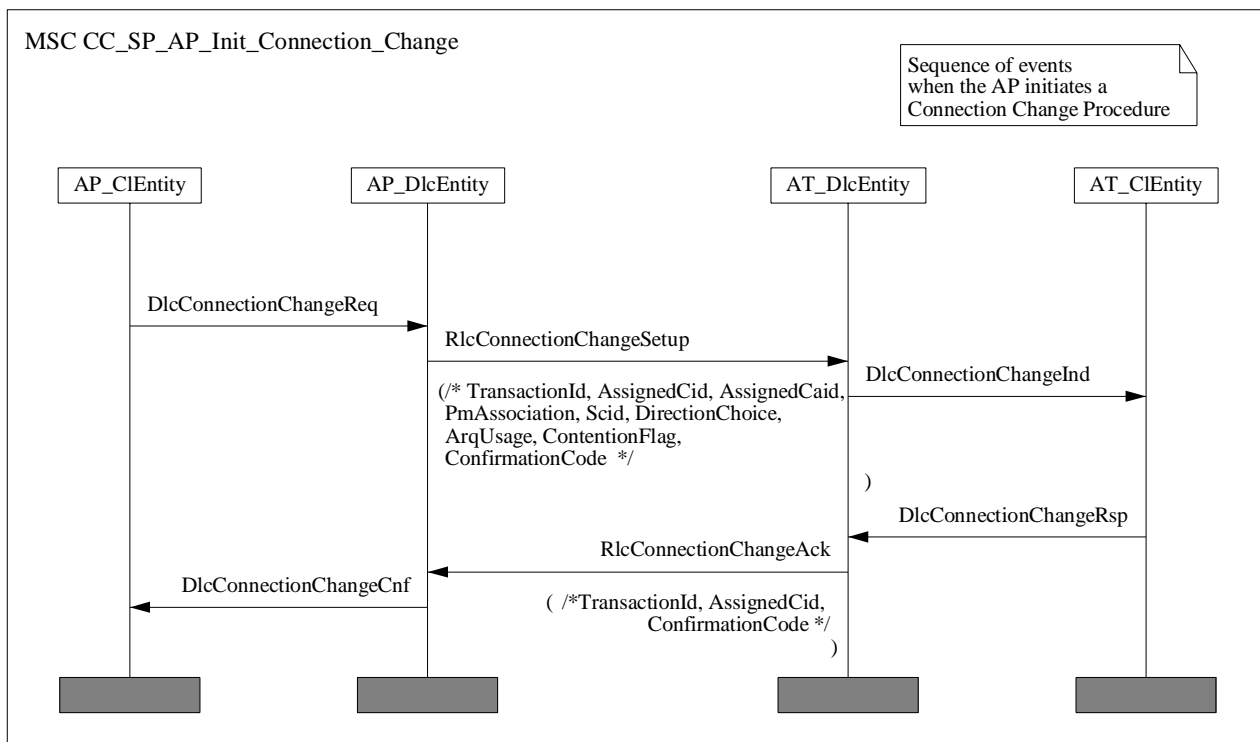 MSC CC_SP_AP_Init_Connection_Change
Sequence of events
when the AP initiates a
Connection Change Procedure
AP_ClEntity
AP_DlcEntity
AT_DlcEntity
AT_ClEntity
DlcConnectionChangeReq
RlcConnectionChangeSetup
DlcConnectionChangeInd
(/* TransactionId, AssignedCid, AssignedCaid,
PmAssociation, Scid, DirectionChoice,
ArqUsage, ContentionFlag,
ConfirmationCode */
)
DlcConnectionChangeRsp
RlcConnectionChangeAck
DlcConnectionChangeCnf
( /*TransactionId, AssignedCid,
ConfirmationCode */
)